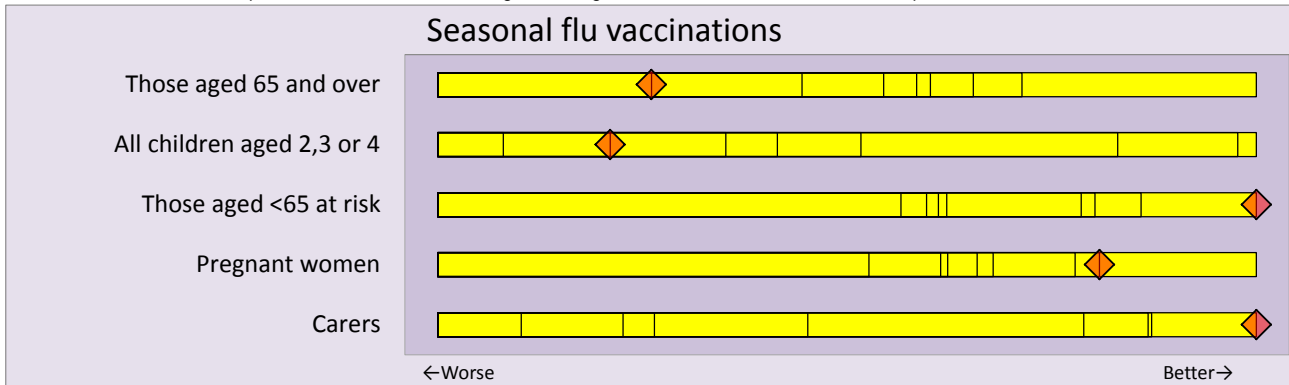 Seasonal flu vaccinations
Those aged 65 and over
All children aged 2,3 or 4
Those aged <65 at risk
Pregnant women
Carers
←Worse Better→